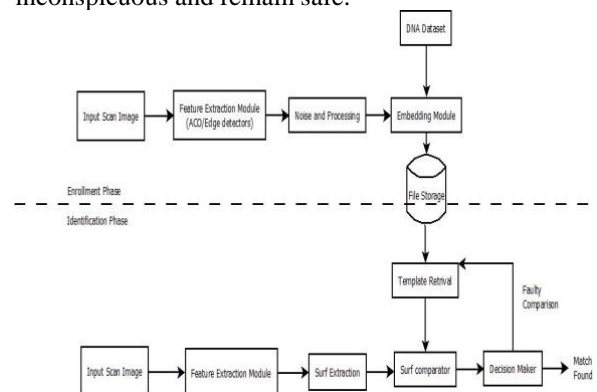 inconspicuous and remain safe.
DNA Dataset
Input Scan Image
Feature Extraction Module
(ACO/Edge detectors)
Noise and Processing
Embedding Module
File Storage
Enrollment Phase
Identification Phase
Template Retrival
Faulty
Comparison
Input Scan Image
Feature Extraction Module
Surf Extraction
Surf comparator
Decision Maker
Match
Found